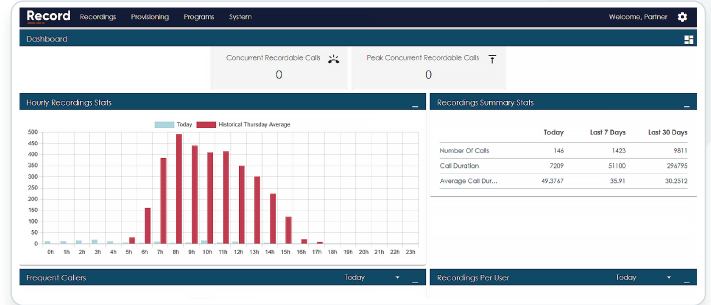 Record Recordings Provisioning Programs System Welcome, Partner
Dashboard
Concurrent Recordable Calls Peak Concurrent Recordable Calls
0 0
Hourly Recordings Stats
Today Historical Thursday Average
500
450
400
350
300
250
200
150
100
50
0
0h 1h 2h 3h 4h 5h 6h 7h 8h 9h 10h 11h 12h 13h 14h 15h 16h 17h 18h 19h 20h 21h 22h 23h
Recordings Summary Stats
Today Last 7 Days Last 30 Days
Number Of Calls 146 1423 9811
Call Duration 7209 51100 296795
Average Call Dur... 49.3767 35.91 30.2512
Frequent Callers Today
Recordings Per User Today